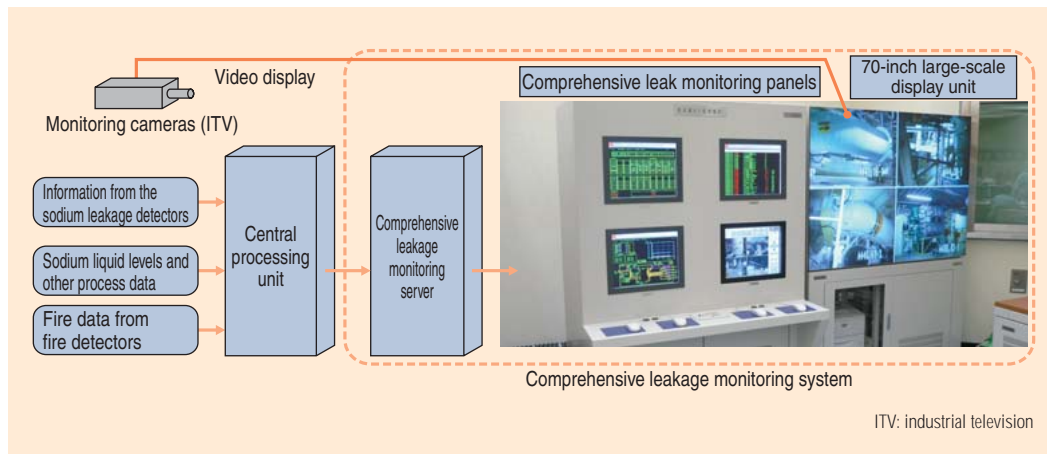 Video display
Monitoring cameras (ITV)
Comprehensive leak monitoring panels
70-inch large-scale
display unit
Information from the
sodium leakage detectors
Sodium liquid levels and
other process data
Fire data from
fire detectors
Central
processing
unit
Comprehensive
leakage
monitoring
server
Comprehensive leakage monitoring system
ITV: industrial television